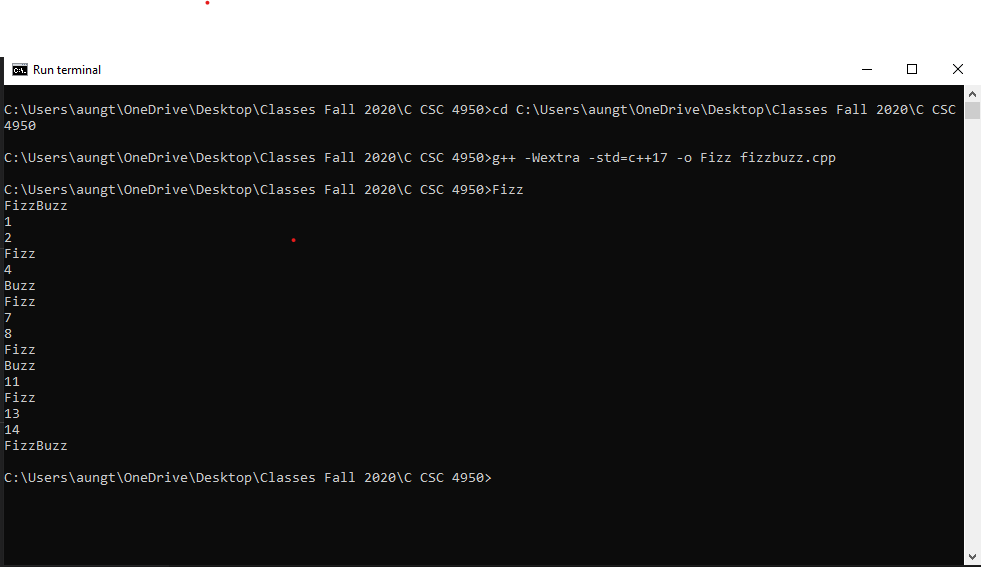 Run terminal
C:\Users\aungt\OneDrive\Desktop\Classes Fall 2020\C CSC 4950>cd C:\Users\aungt\OneDrive\Desktop\Classes Fall 2020\C CSC
4950
C:\Users\aungt\OneDrive\Desktop\Classes Fall 2020\C CSC 4950>g++ -Wextra -std=c++17 -o Fizz fizzbuzz.cpp
C:\Users\aungt\OneDrive\Desktop\Classes Fall 2020\C CSC 4950>Fizz
FizzBuzz
1
2
Fizz
4
Buzz
Fizz
7
8
Fizz
Buzz
11
Fizz
13
14
FizzBuzz
C:\Users\aungt\OneDrive\Desktop\Classes Fall 2020\C CSC 4950>